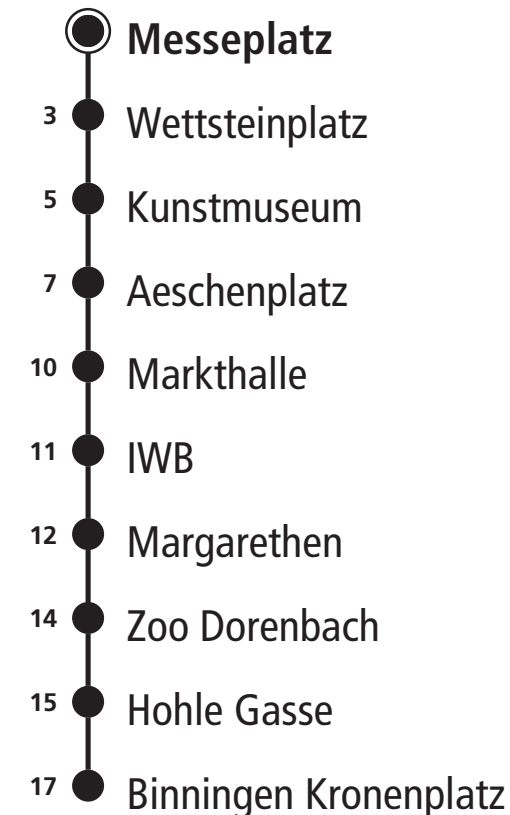 Messeplatz
3 Wettsteinplatz
5 Kunstmuseum
7 Aeschenplatz
10 Markthalle
11 IWB
12 Margarethen
14 Zoo Dorenbach
15 Hohle Gasse
17 Binningen Kronenplatz